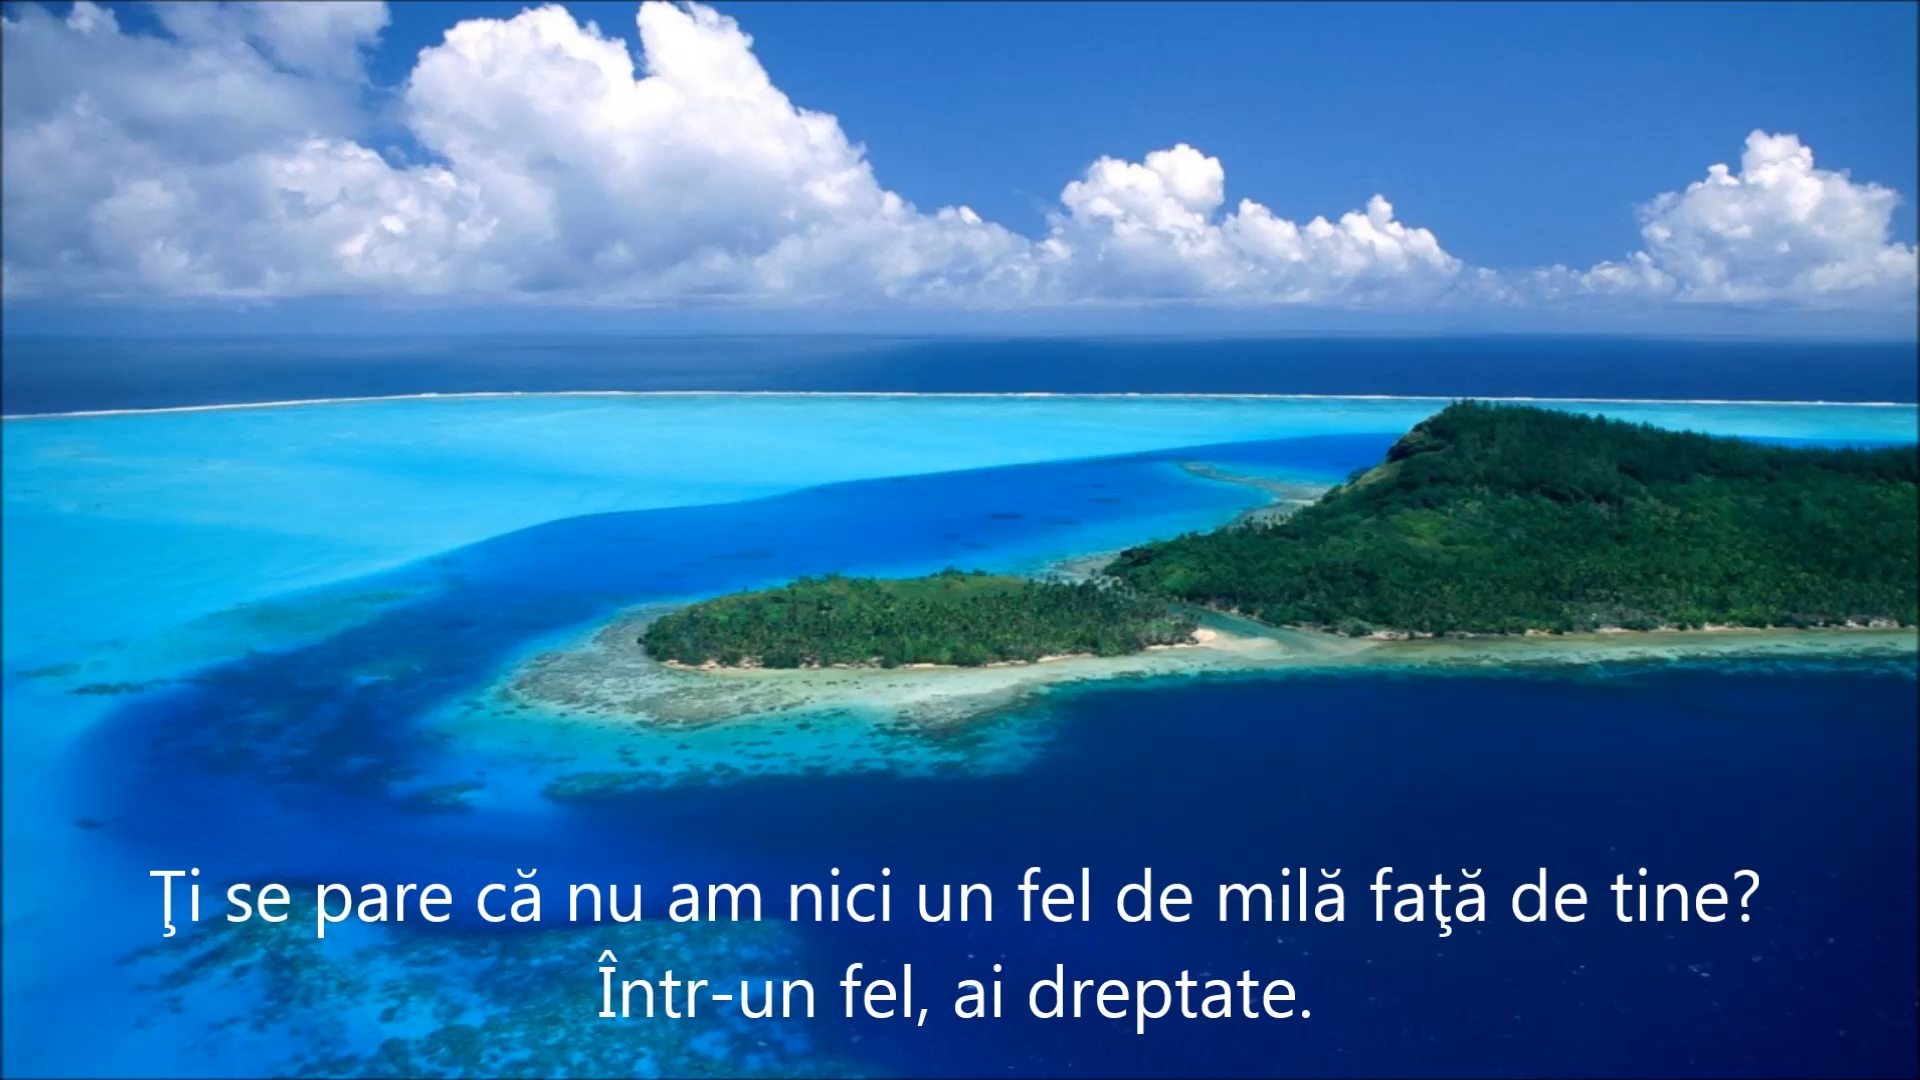 Ţi se pare că nu am nici un fel de milă faţă de tine?
Într-un fel, ai dreptate.